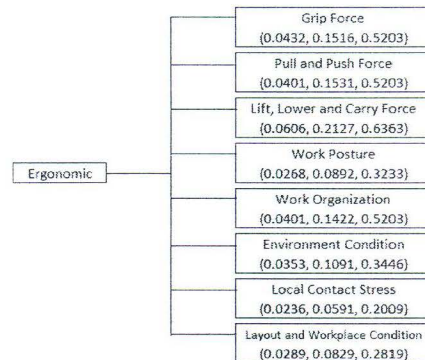 Grip Force
(0.0432, 0.1516, 0.5203)
Pull and Push Force
(0.0401, 0.1531, 0.5203)
Lift, Lower and Carry Force
(0.0606, 0.2127, 0.6363)
Work Posture
(0.0268, 0.0892, 0.3233)
Ergonomic
Work Organization
(0.0401, 0.1422, 0.5203)
Environment Condition
(0.0353, 0.1091, 0.3446)
Local Contact Stress
(0.0236, 0.0591, 0.2009)
Layout and Workplace Condition
(0.0289, 0.0829, 0.2819)